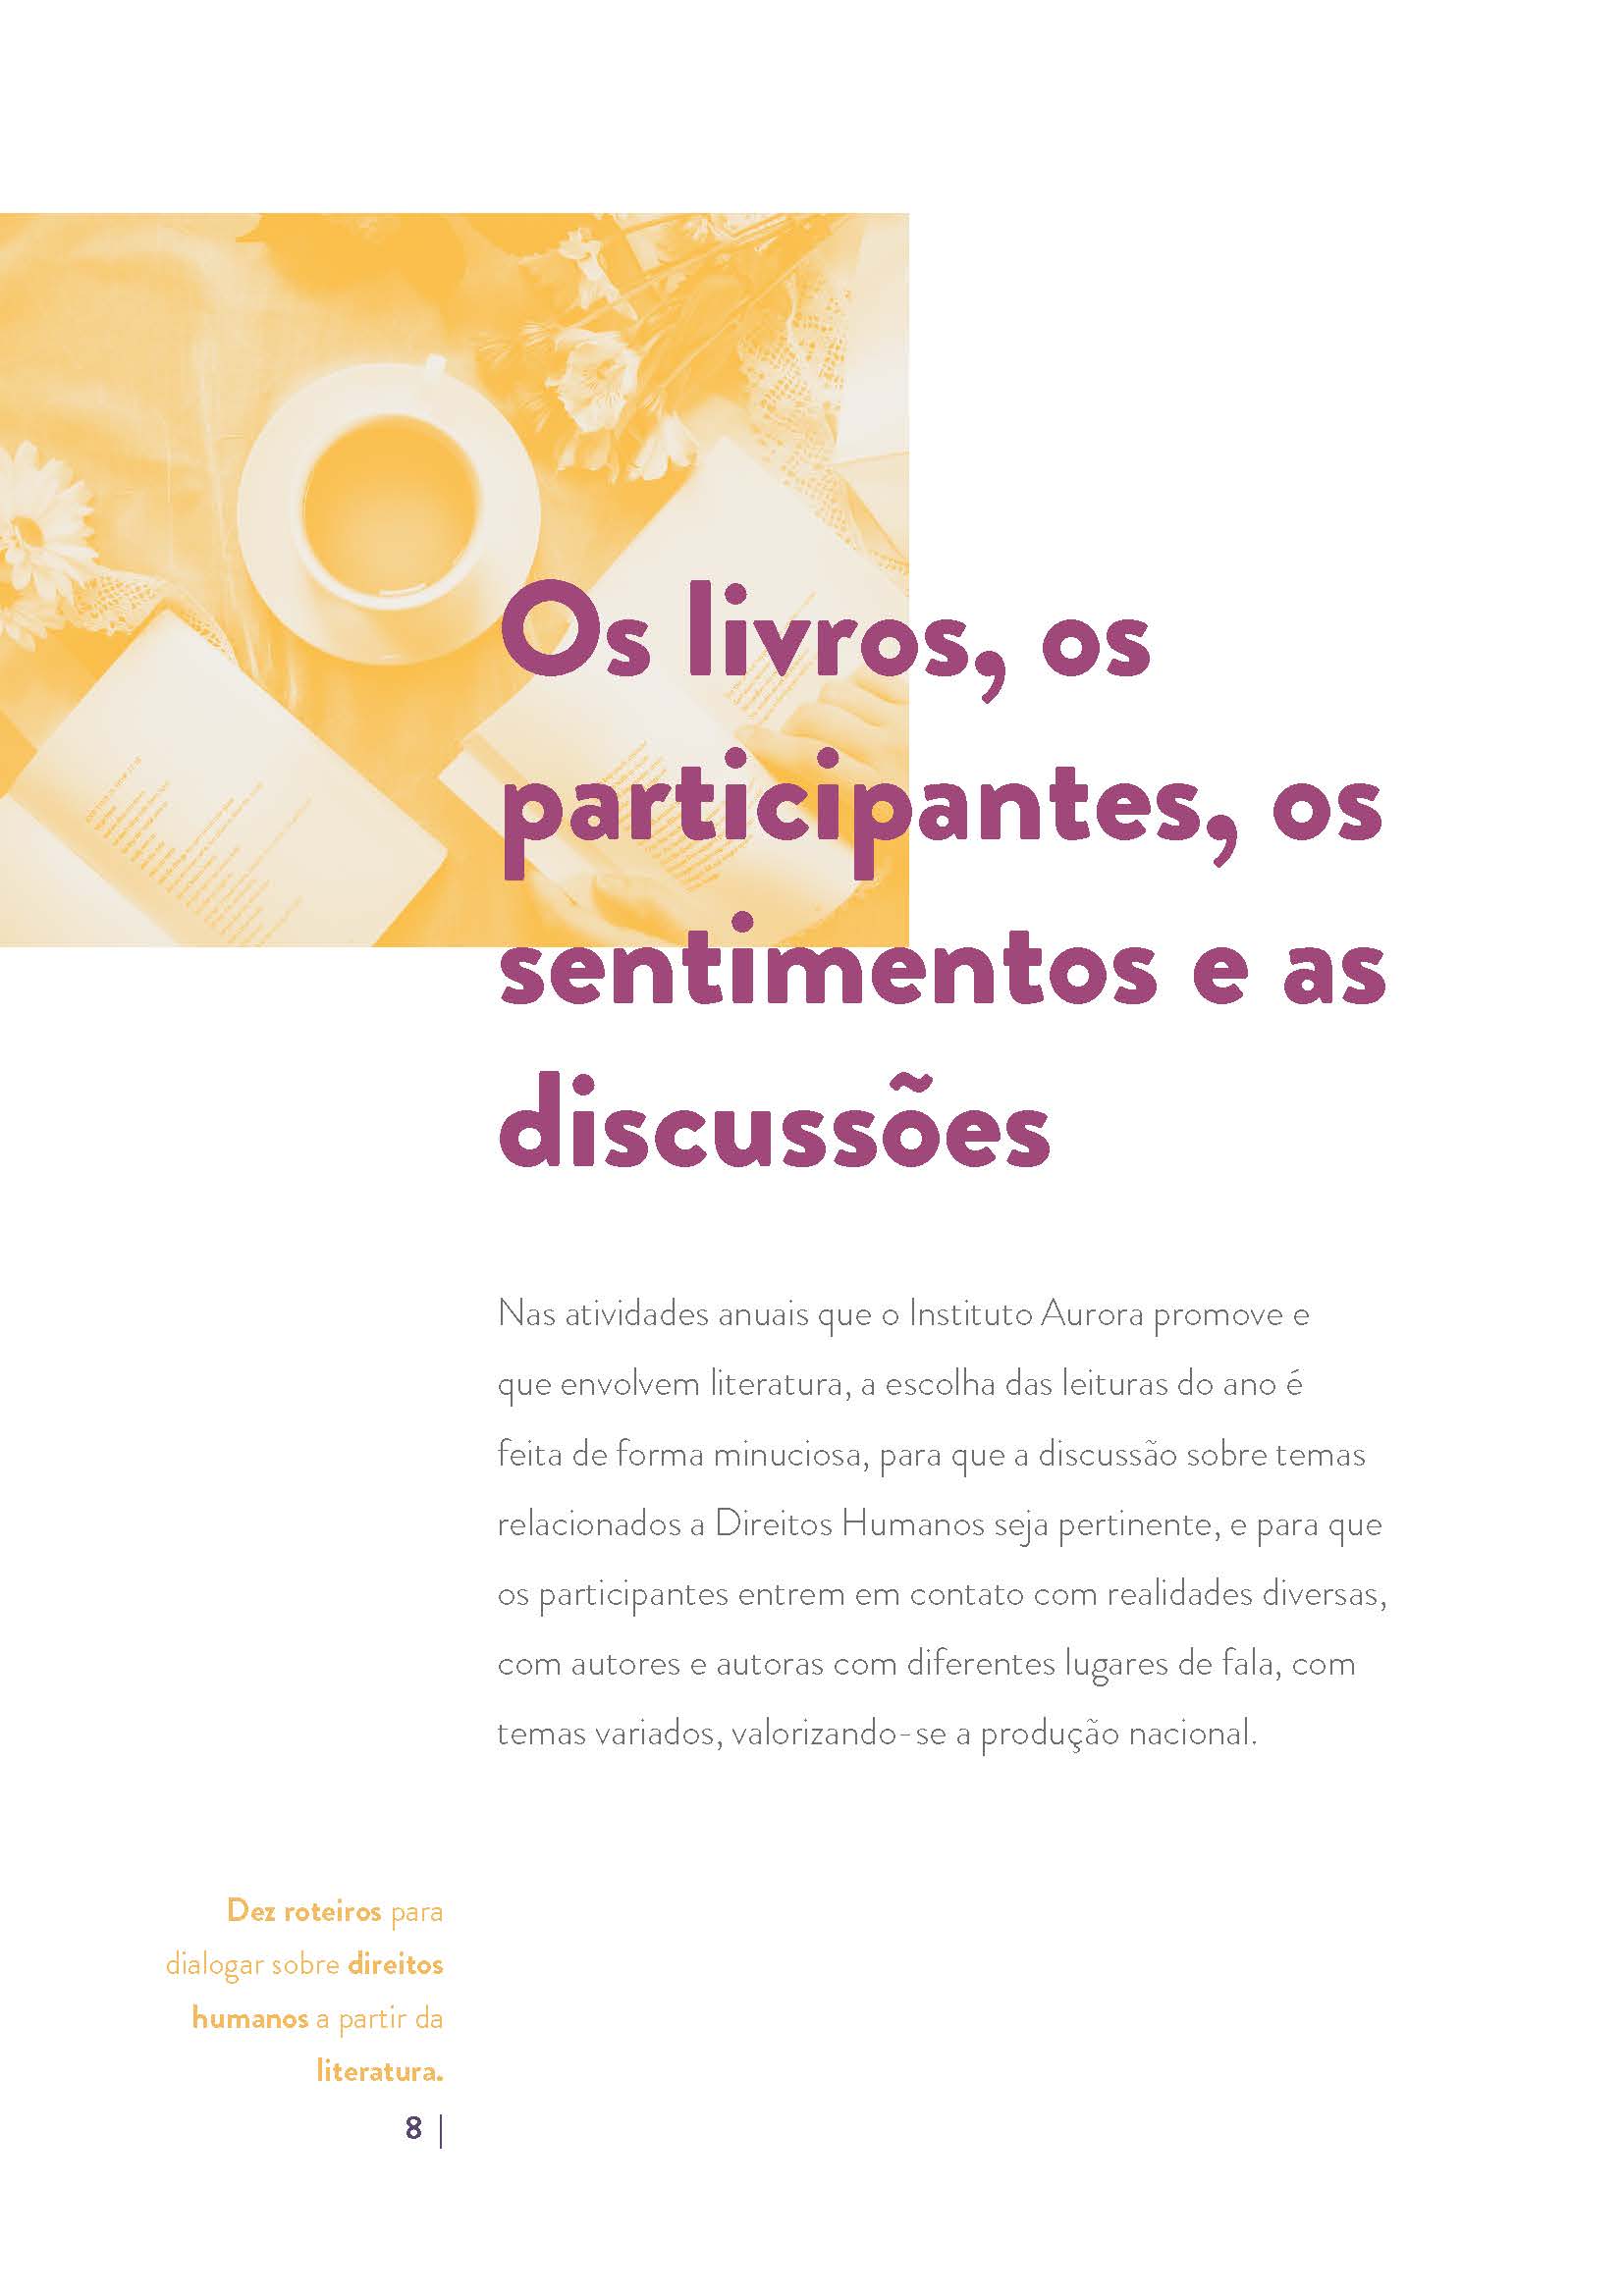 Os livros, os
participantes, os
sentimentos e as
discussões
Nas atividades anuais que o Instituto Aurora promove e
que envolvem literatura, a escolha das leituras do ano é
feita de forma minuciosa, para que a discussão sobre temas
relacionados a Direitos Humanos seja pertinente, e para que
os participantes entrem em contato com realidades diversas,
com autores e autoras com diferentes lugares de fala, com
temas variados, valorizando-se a produção nacional.
Dez roteiros para
dialogar sobre direitos
humanos a partir da
literatura.
8 |